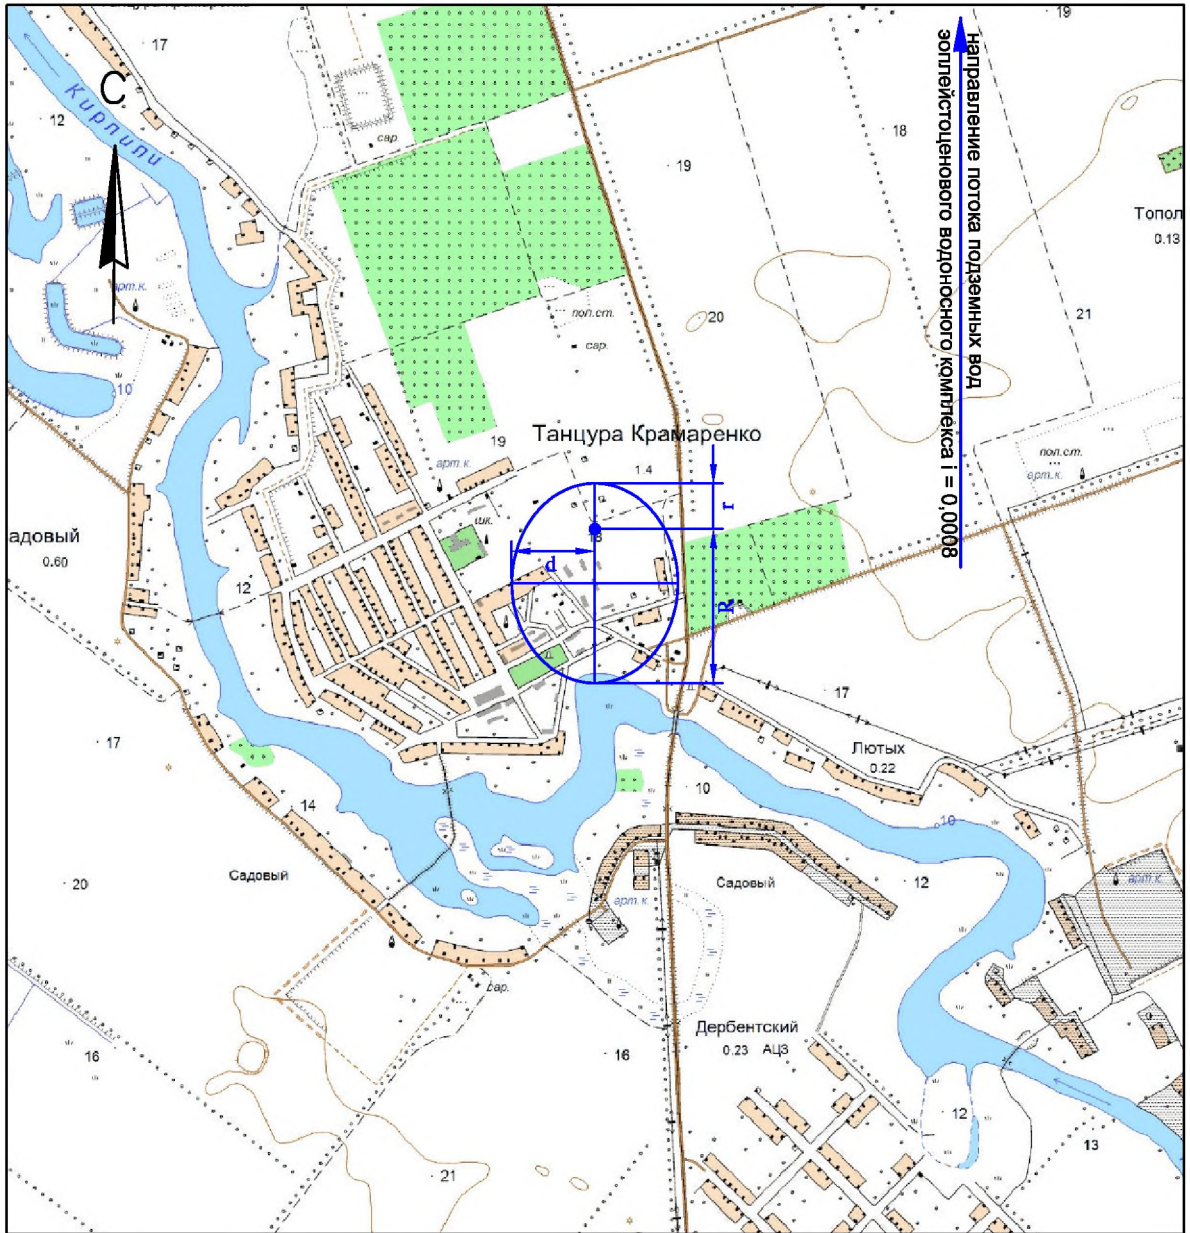 17
19
С
Кирпили
12
сар.
18
19
направление потока подземных вод
эоплейстоценового водоносного комплекса i = 0,0008
Топол
0.13
арт.к.
пол.ст.
сар.
20
21
10
Танцура Крамаренко
19
1.4
арт.к.
пол.ст.
арт.к.
r
шк.
адовый
0.60
12
d
R
17
17
Лютых
0.22
14
10
10
20
Садовый
арт.к.
Садовый
12
арт.к.
сар.
16
16
Дербентский
0.23 АЦЗ
12
13
21